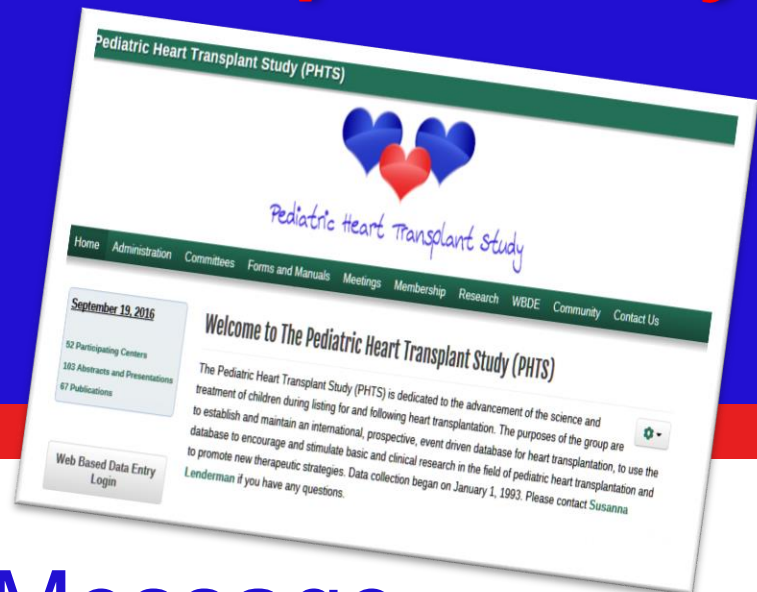 Pediatric Heart Transplant Study (PHTS)
Pediatric Heart Transplant Study
Home Administration Committees Forms and Manuals Meetings Membership Research WBDE Community Contact Us
September 19, 2016
52 Participating Centers
103 Abstracts and Presentations
67 Publications
Web Based Data Entry
Login
Welcome to The Pediatric Heart Transplant Study (PHTS)
The Pediatric Heart Transplant Study (PHTS) is dedicated to the advancement of the science and
treatment of children during listing for and following heart transplantation. The purposes of the group are
to establish and maintain an international, prospective, event driven database for heart transplantation, to use the
database to encourage and stimulate basic and clinical research in the field of pediatric heart transplantation and
to promote new therapeutic strategies. Data collection began on January 1, 1993. Please contact Susanna
Lenderman if you have any questions.